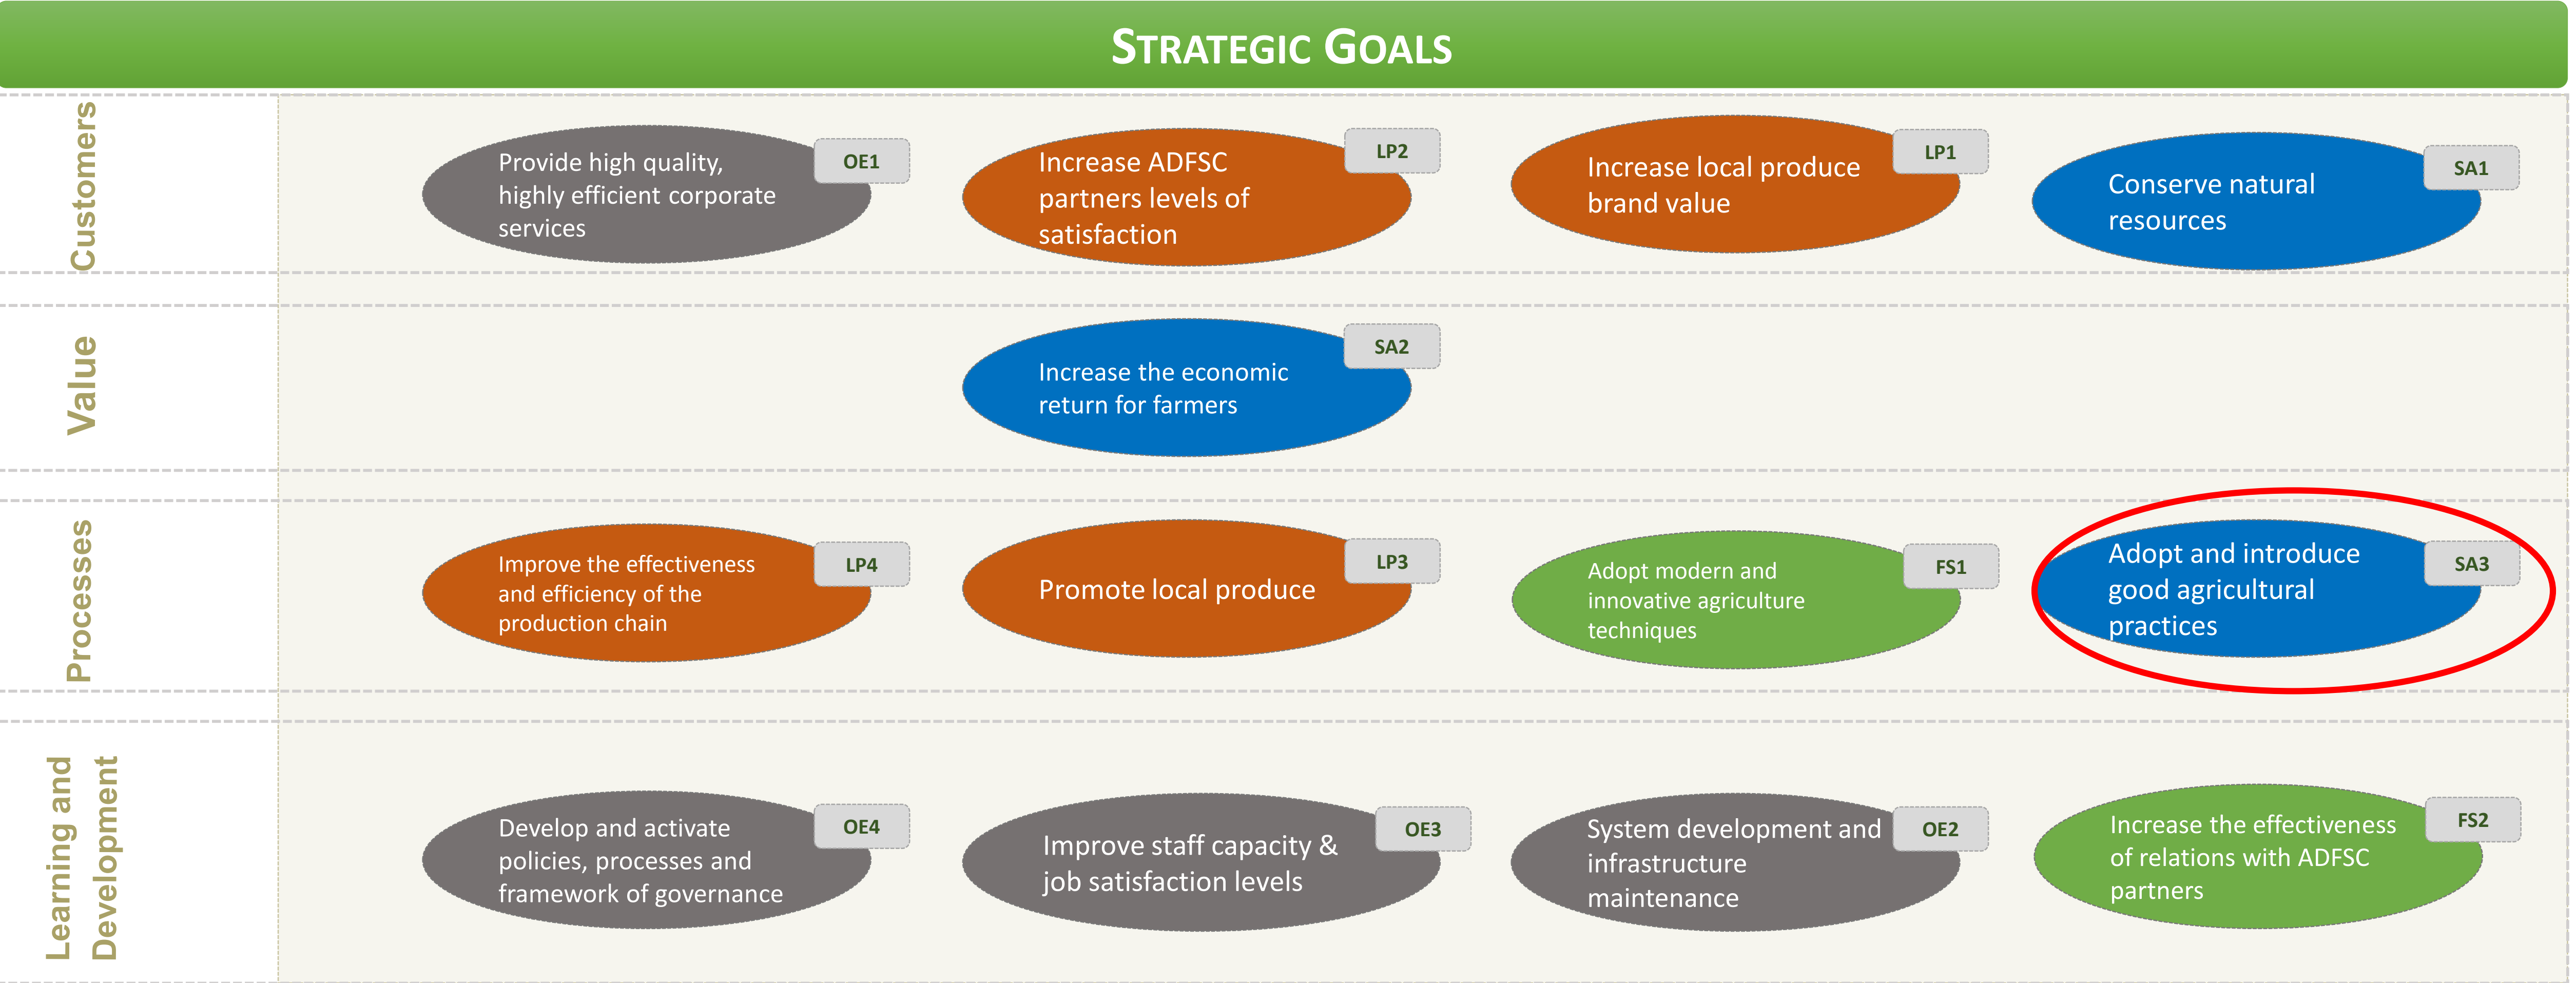 STRATEGIC GOALS
Customers
Provide high quality,
highly efficient corporate
services
OE1
Increase ADFSC
partners levels of
satisfaction
LP2
Increase local produce
brand value
LP1
Conserve natural
resources
SA1
Value
Increase the economic
return for farmers
SA2
Processes
Improve the effectiveness
and efficiency of the
production chain
LP4
Promote local produce
LP3
Adopt modern and
innovative agriculture
techniques
FS1
Adopt and introduce
good agricultural
practices
SA3
Learning and
Development
Develop and activate
policies, processes and
framework of governance
OE4
Improve staff capacity &
job satisfaction levels
OE3
System development and
infrastructure
maintenance
OE2
Increase the effectiveness
of relations with ADFSC
partners
FS2